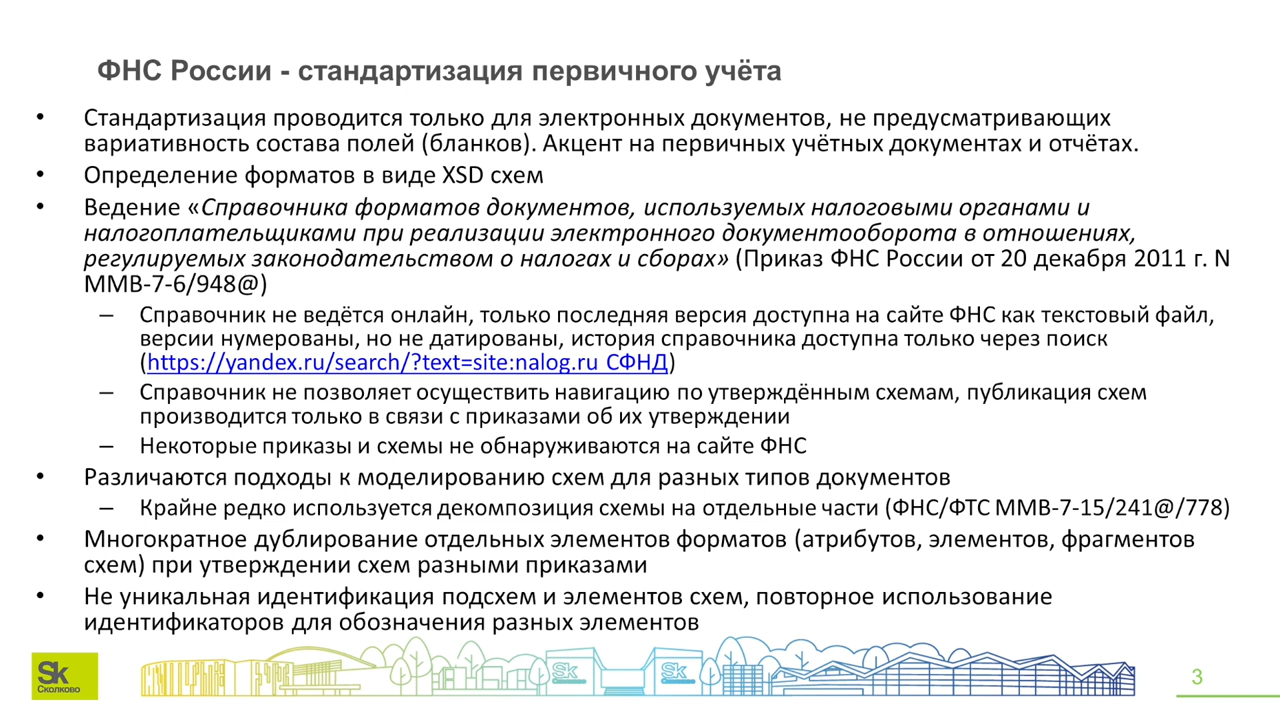 ФНС России - стандартизация первичного учёта
• Стандартизация проводится только для электронных документов, не предусматривающих
вариативность состава полей (бланков). Акцент на первичных учётных документах и отчётах.
• Определение форматов в виде XSD схем
• Ведение «Справочника форматов документов, используемых налоговыми органами и
налогоплательщиками при реализации электронного документооборота в отношениях,
регулируемых законодательством о налогах и сборах» (Приказ ФНС России от 20 декабря 2011 г. N
ММВ-7-6/948@)
– Справочник не ведётся онлайн, только последняя версия доступна на сайте ФНС как текстовый файл,
версии нумерованы, но не датированы, история справочника доступна только через поиск
(https://yandex.ru/search/?text=site:nalog.ru СФНД)
– Справочник не позволяет осуществить навигацию по утверждённым схемам, публикация схем
производится только в связи с приказами об их утверждении
– Некоторые приказы и схемы не обнаруживаются на сайте ФНС
• Различаются подходы к моделированию схем для разных типов документов
– Крайне редко используется декомпозиция схемы на отдельные части (ФНС/ФТС ММВ-7-15/241@/778)
• Многократное дублирование отдельных элементов форматов (атрибутов, элементов, фрагментов
схем) при утверждении схем разными приказами
• Не уникальная идентификация подсхем и элементов схем, повторное использование
идентификаторов для обозначения разных элементов
Sk
Сколково
Sk
Sk
3